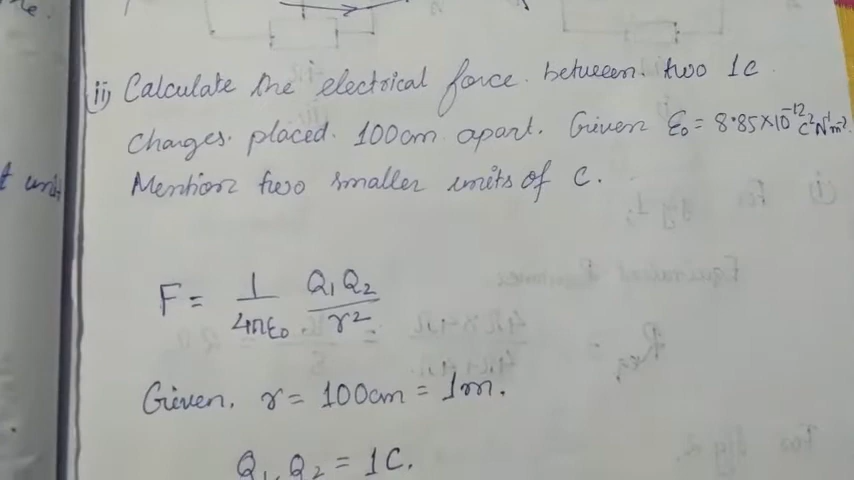 (ii) Calculate the electrical force between two 1C
charges placed 100cm apart. Given ε₀ = 8.85×10⁻¹² C²N⁻¹m⁻².
Mention two smaller units of C.
F = 1/4πε₀ Q₁Q₂/r²
Given, r = 100cm = 1m.
Q₁, Q₂ = 1C.